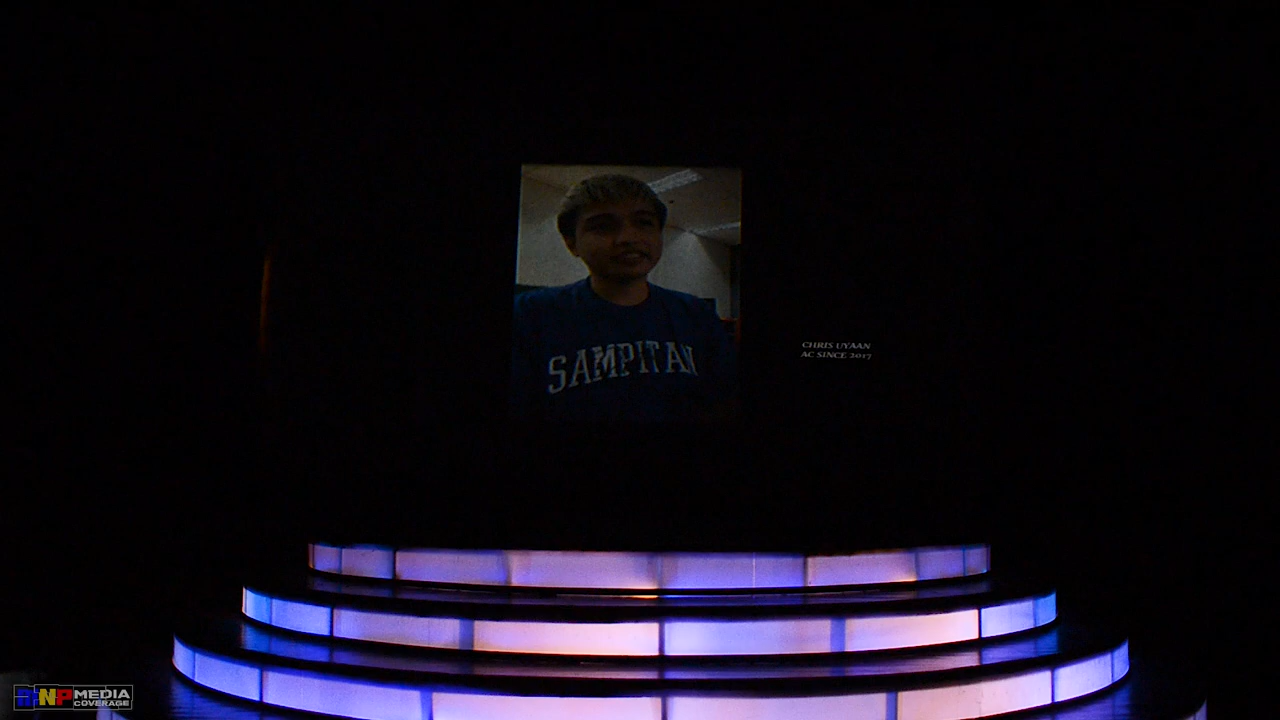 SAMPITAN
CHRIS UYAAN
AC SINCE 2017
NP MEDIA
COVERAGE